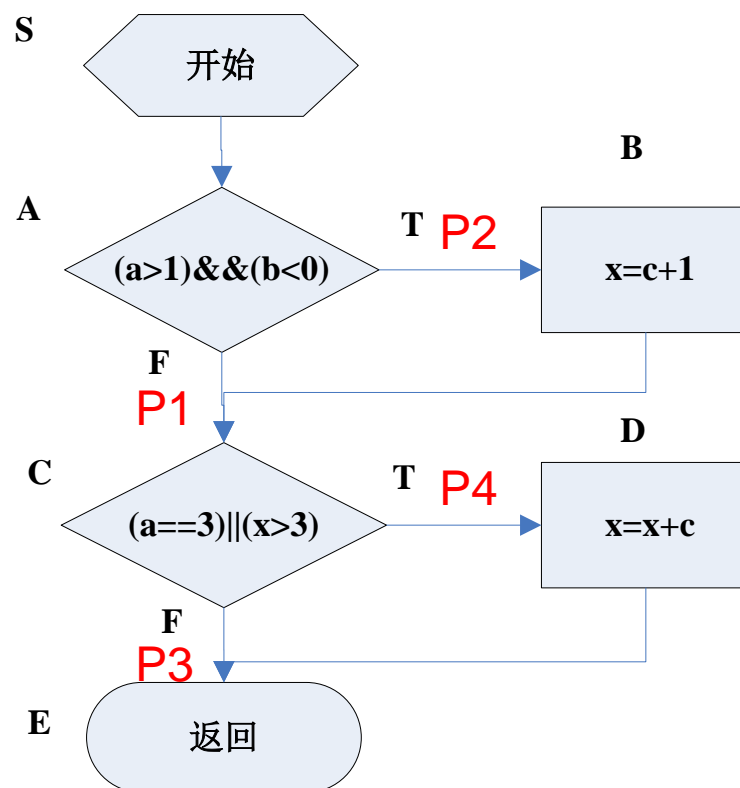 S
开始
B
A
(a>1)&&(b<0)
T
P2
x=c+1
F
P1
D
C
(a==3)||(x>3)
T
P4
x=x+c
F
P3
E
返回